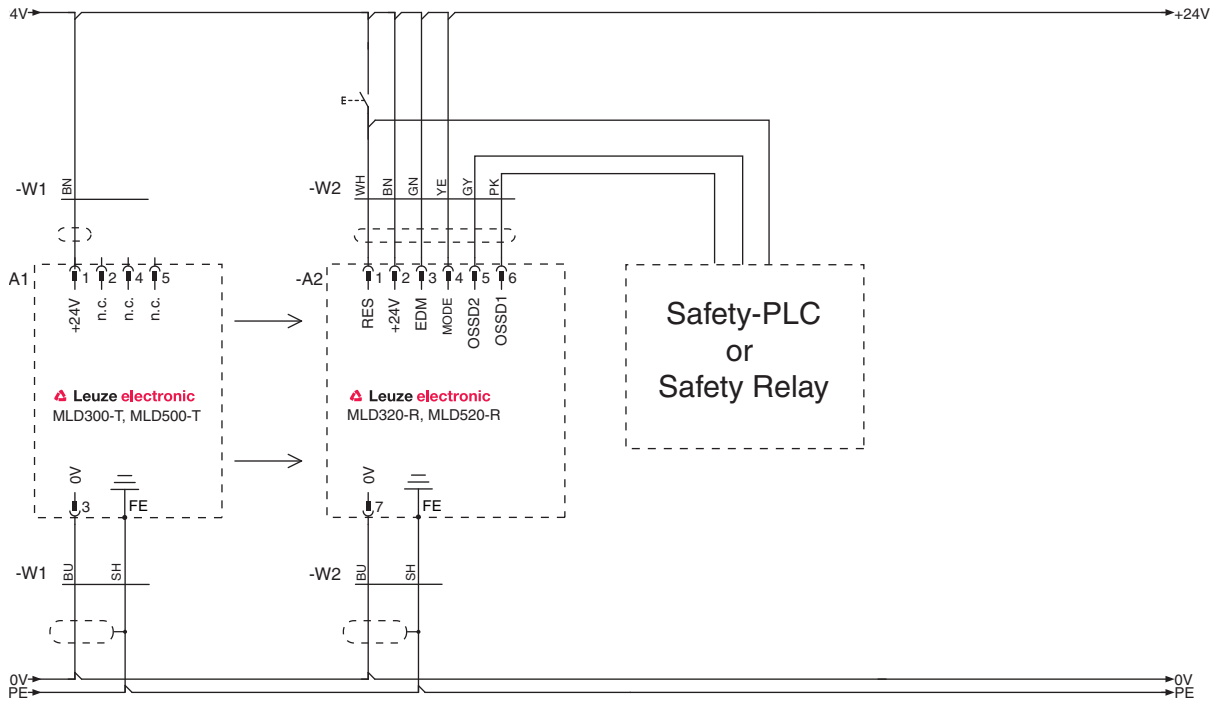 4V
+24V
E
-W1
BN
-W2
WH
BN
GN
YE
GY
PK
A1
1
2
4
5
+24V
n.c.
n.c.
n.c.
-A2
1
2
3
4
5
6
RES
+24V
EDM
MODE
OSSD2
OSSD1
Safety-PLC
or
Safety Relay
Leuze electronic
MLD300-T, MLD500-T
Leuze electronic
MLD320-R, MLD520-R
0V
3
FE
0V
7
FE
-W1
BU
SH
-W2
BU
SH
0V
0V
PE
PE